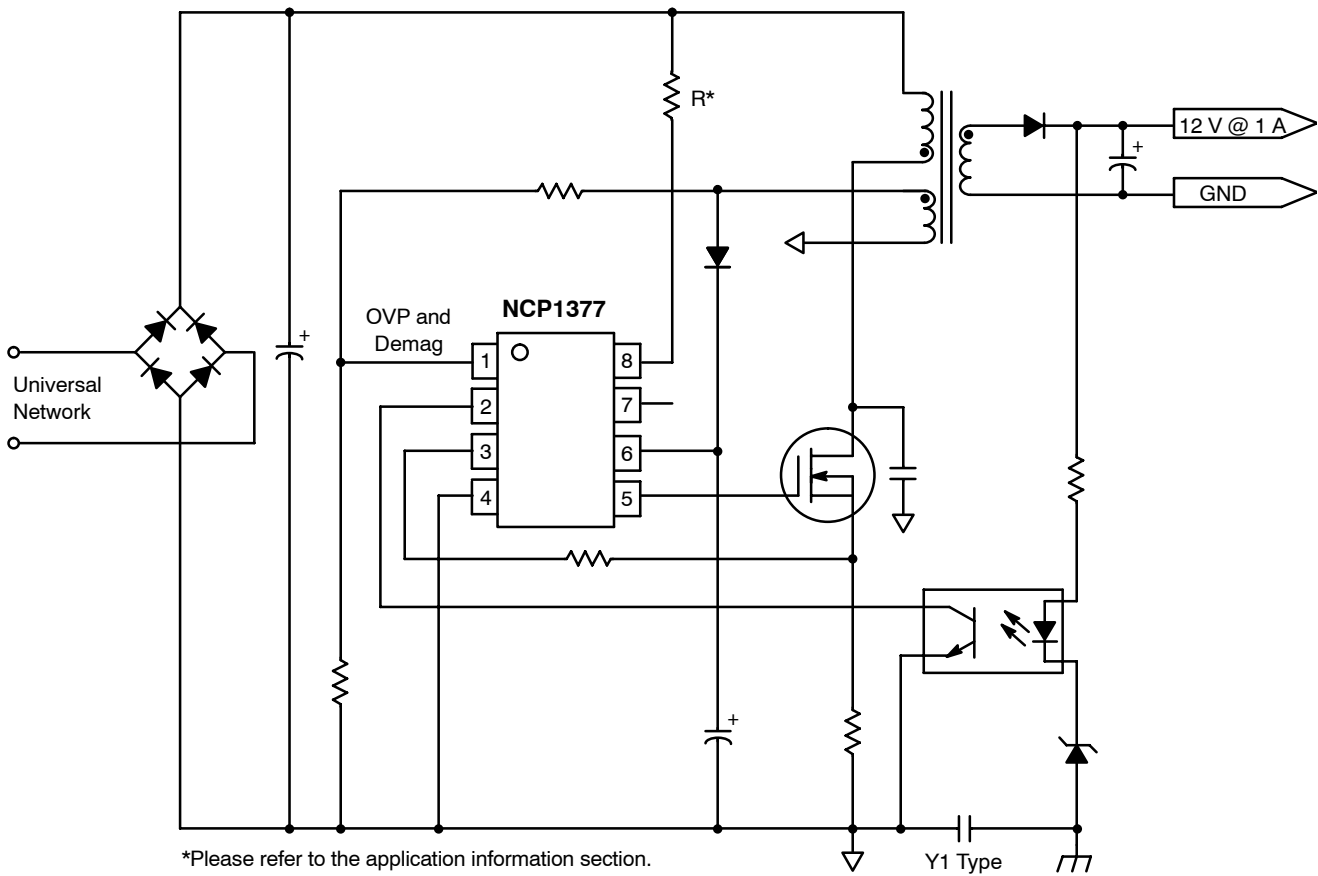 R*
12 V @ 1 A
+
GND
NCP1377
OVP and
Demag
+
1
8
Universal
Network
2
7
3
6
4
5
+
*Please refer to the application information section.
Y1 Type